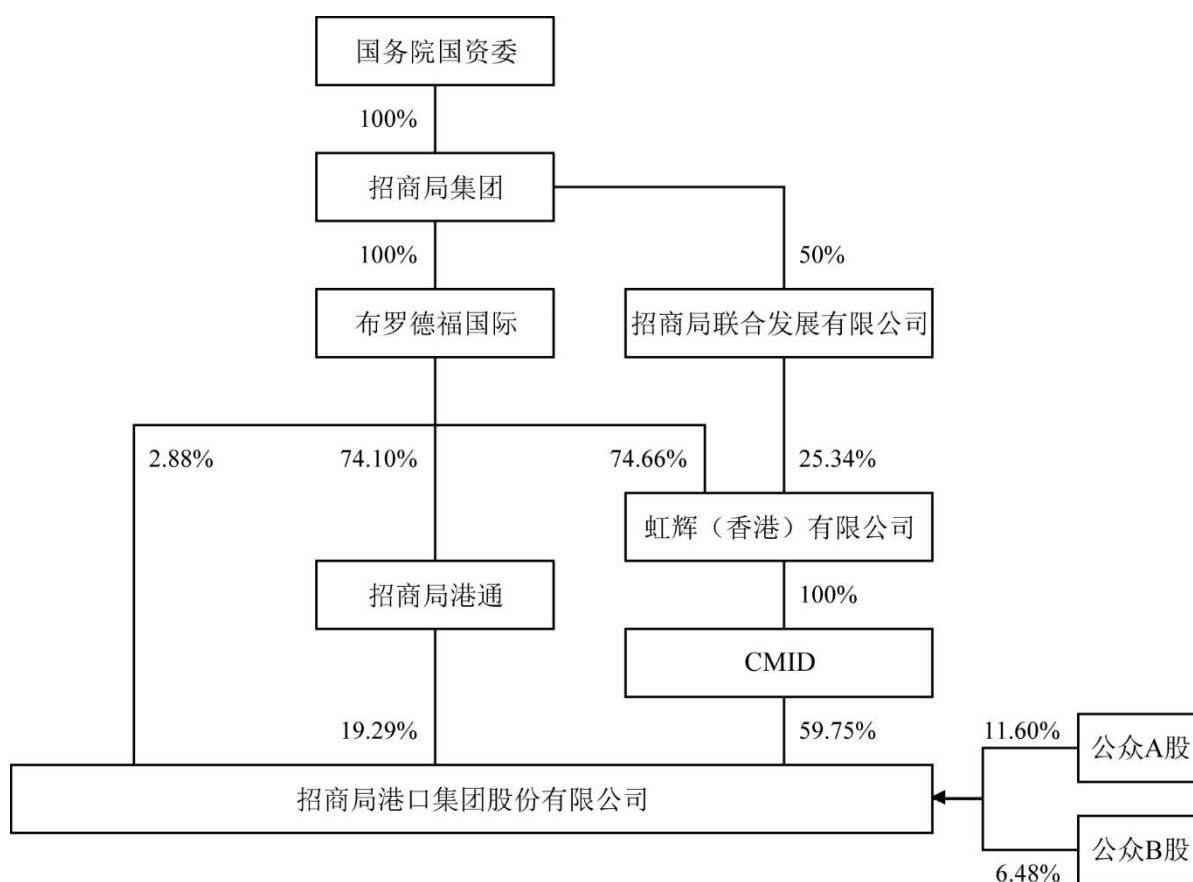 国务院国资委
100%
招商局集团
100%
50%
布罗德福国际
招商局联合发展有限公司
2.88%
74.10%
74.66%
25.34%
虹辉（香港）有限公司
招商局港通
100%
CMID
19.29%
59.75%
11.60%
公众A股
招商局港口集团股份有限公司
公众B股
6.48%